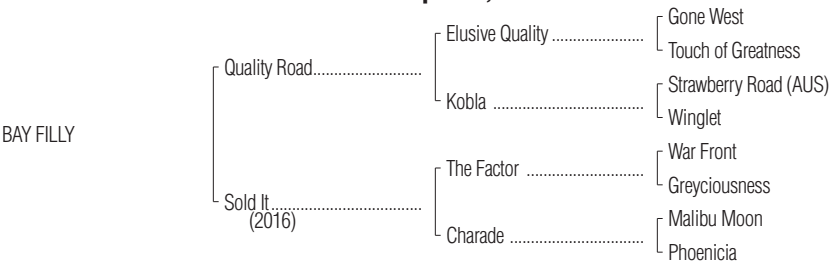 Gone West
Elusive Quality ....................
Touch of Greatness
Quality Road........................
Strawberry Road (AUS)
Kobla .................................
Winglet
BAY FILLY
War Front
The Factor .........................
Greyciousness
Sold It.................................
(2016)
Malibu Moon
Charade .............................
Phoenicia